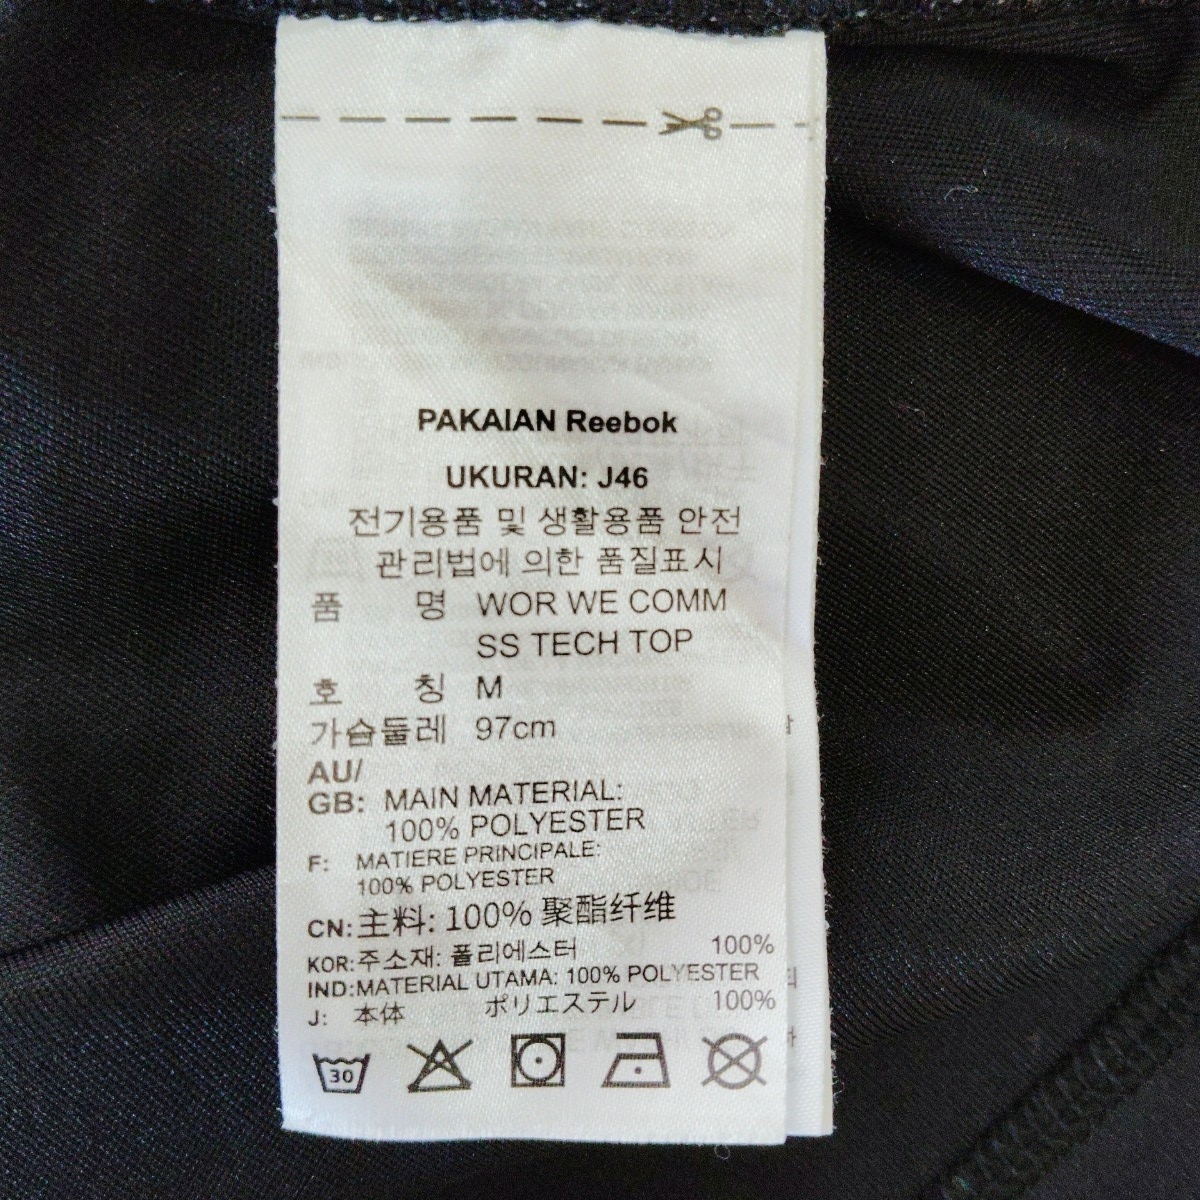 PAKAIAN Reebok
UKURAN: J46
전기용품 및 생활용품 안전
관리법에 의한 품질표시
품 명 WOR WE COMM
SS TECH TOP
호 칭 M
가슴둘레 97cm
AU/
GB: MAIN MATERIAL:
100% POLYESTER
F: MATIERE PRINCIPALE:
100% POLYESTER
CN: 主料: 100% 聚酯纤维
KOR: 주소재: 폴리에스터 100%
IND: MATERIAL UTAMA: 100% POLYESTER
J: 本体 ポリエステル 100%
30